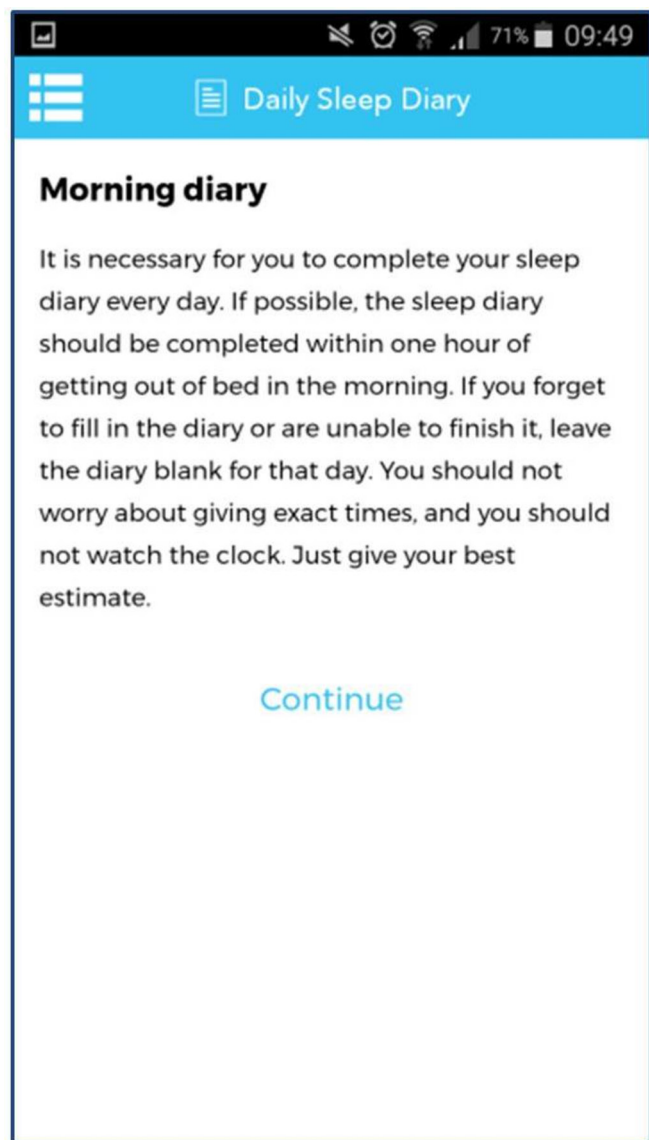 71% 09:49
Daily Sleep Diary
Morning diary
It is necessary for you to complete your sleep
diary every day. If possible, the sleep diary
should be completed within one hour of
getting out of bed in the morning. If you forget
to fill in the diary or are unable to finish it, leave
the diary blank for that day. You should not
worry about giving exact times, and you should
not watch the clock. Just give your best
estimate.
Continue